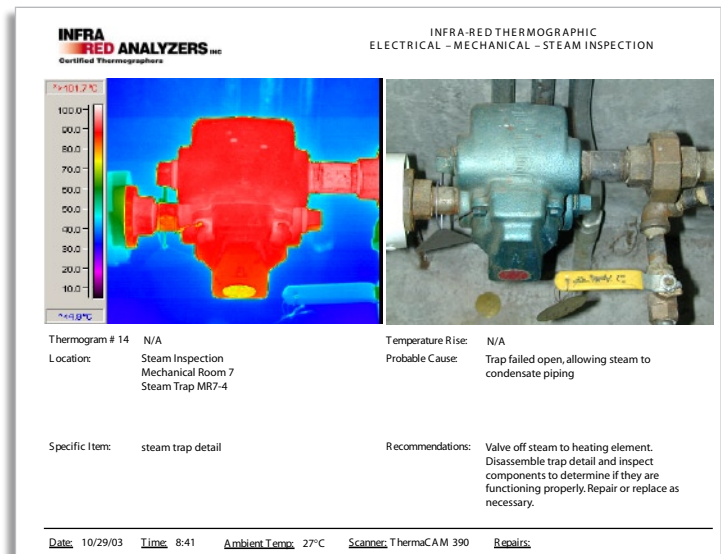 INFRA
RED ANALYZERS INC
Certified Thermographers
INFRA-RED THERMOGRAPHIC
ELECTRICAL – MECHANICAL – STEAM INSPECTION
*>101.7°C
100.0
90.0
80.0
70.0
60.0
50.0
40.0
30.0
20.0
10.0
Thermogram # 14 N/A
Location: Steam Inspection
Mechanical Room 7
Steam Trap MR7-4
Temperature Rise: N/A
Probable Cause: Trap failed open, allowing steam to
condensate piping
Specific Item: steam trap detail
Recommendations: Valve off steam to heating element.
Disassemble trap detail and inspect
components to determine if they are
functioning properly. Repair or replace as
necessary.
Date: 10/29/03 Time: 8:41 Ambient Temp: 27°C Scanner: ThermaCAM 390 Repairs: